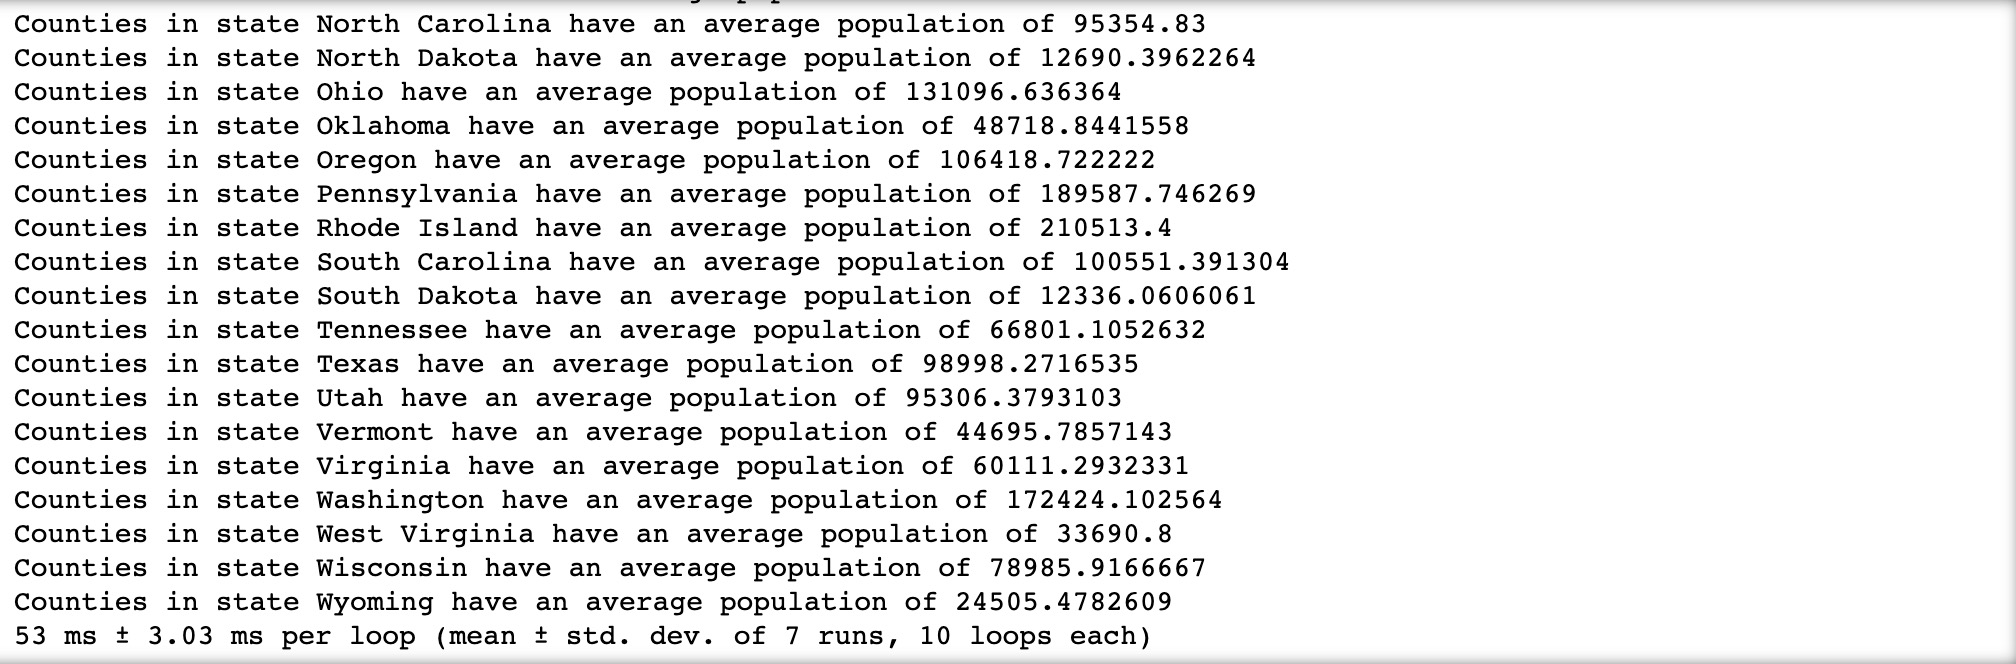 Counties in state North Carolina have an average population of 95354.83
Counties in state North Dakota have an average population of 12690.3962264
Counties in state Ohio have an average population of 131096.636364
Counties in state Oklahoma have an average population of 48718.8441558
Counties in state Oregon have an average population of 106418.722222
Counties in state Pennsylvania have an average population of 189587.746269
Counties in state Rhode Island have an average population of 210513.4
Counties in state South Carolina have an average population of 100551.391304
Counties in state South Dakota have an average population of 12336.0606061
Counties in state Tennessee have an average population of 66801.1052632
Counties in state Texas have an average population of 98998.2716535
Counties in state Utah have an average population of 95306.3793103
Counties in state Vermont have an average population of 44695.7857143
Counties in state Virginia have an average population of 60111.2932331
Counties in state Washington have an average population of 172424.102564
Counties in state West Virginia have an average population of 33690.8
Counties in state Wisconsin have an average population of 78985.9166667
Counties in state Wyoming have an average population of 24505.4782609
53 ms ± 3.03 ms per loop (mean ± std. dev. of 7 runs, 10 loops each)